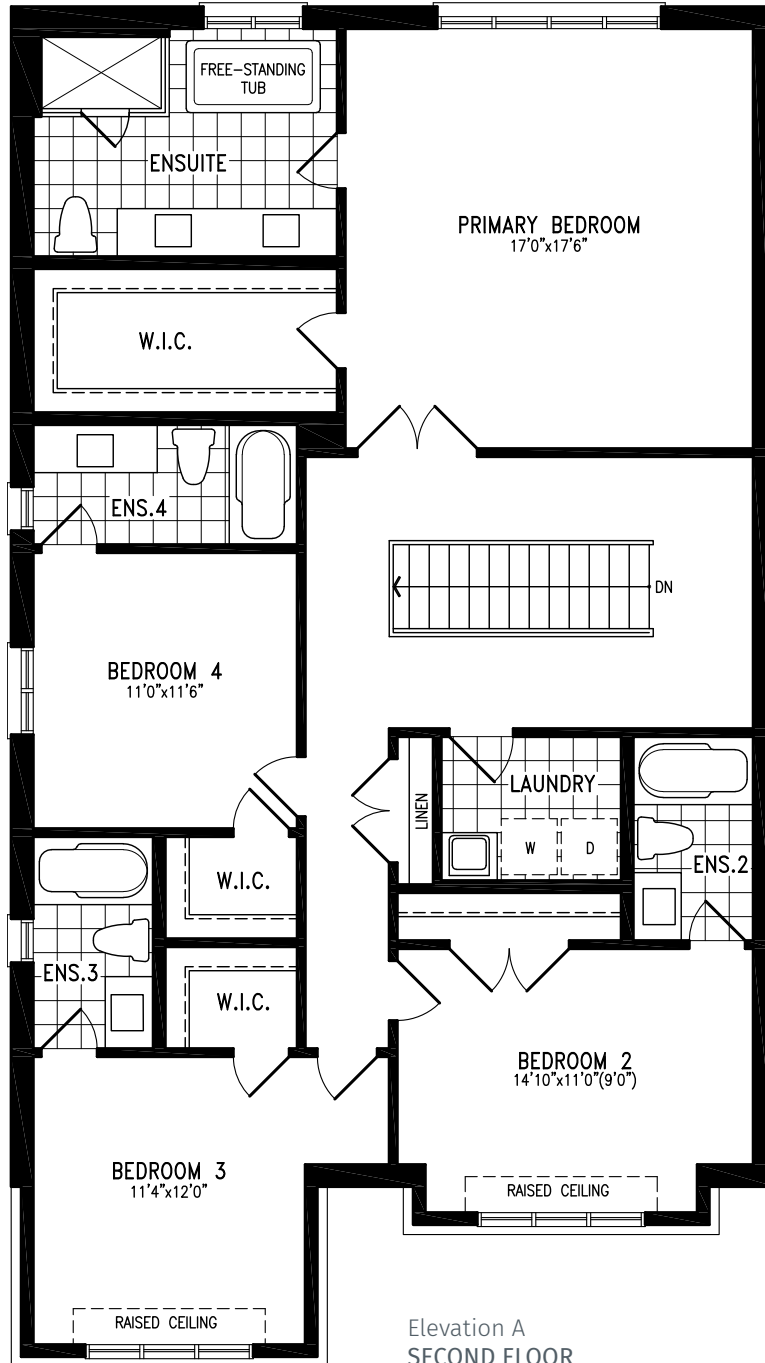 FREE-STANDING
TUB
ENSUITE
PRIMARY BEDROOM
17'0"x17'6"
W.I.C.
ENS.4
DN
BEDROOM 4
11'0"x11'6"
LINEN
LAUNDRY
W
D
ENS.2
W.I.C.
ENS.3
W.I.C.
BEDROOM 2
14'10"x11'0"(9'0")
BEDROOM 3
11'4"x12'0"
RAISED CEILING
RAISED CEILING
Elevation A
SECOND FLOOR